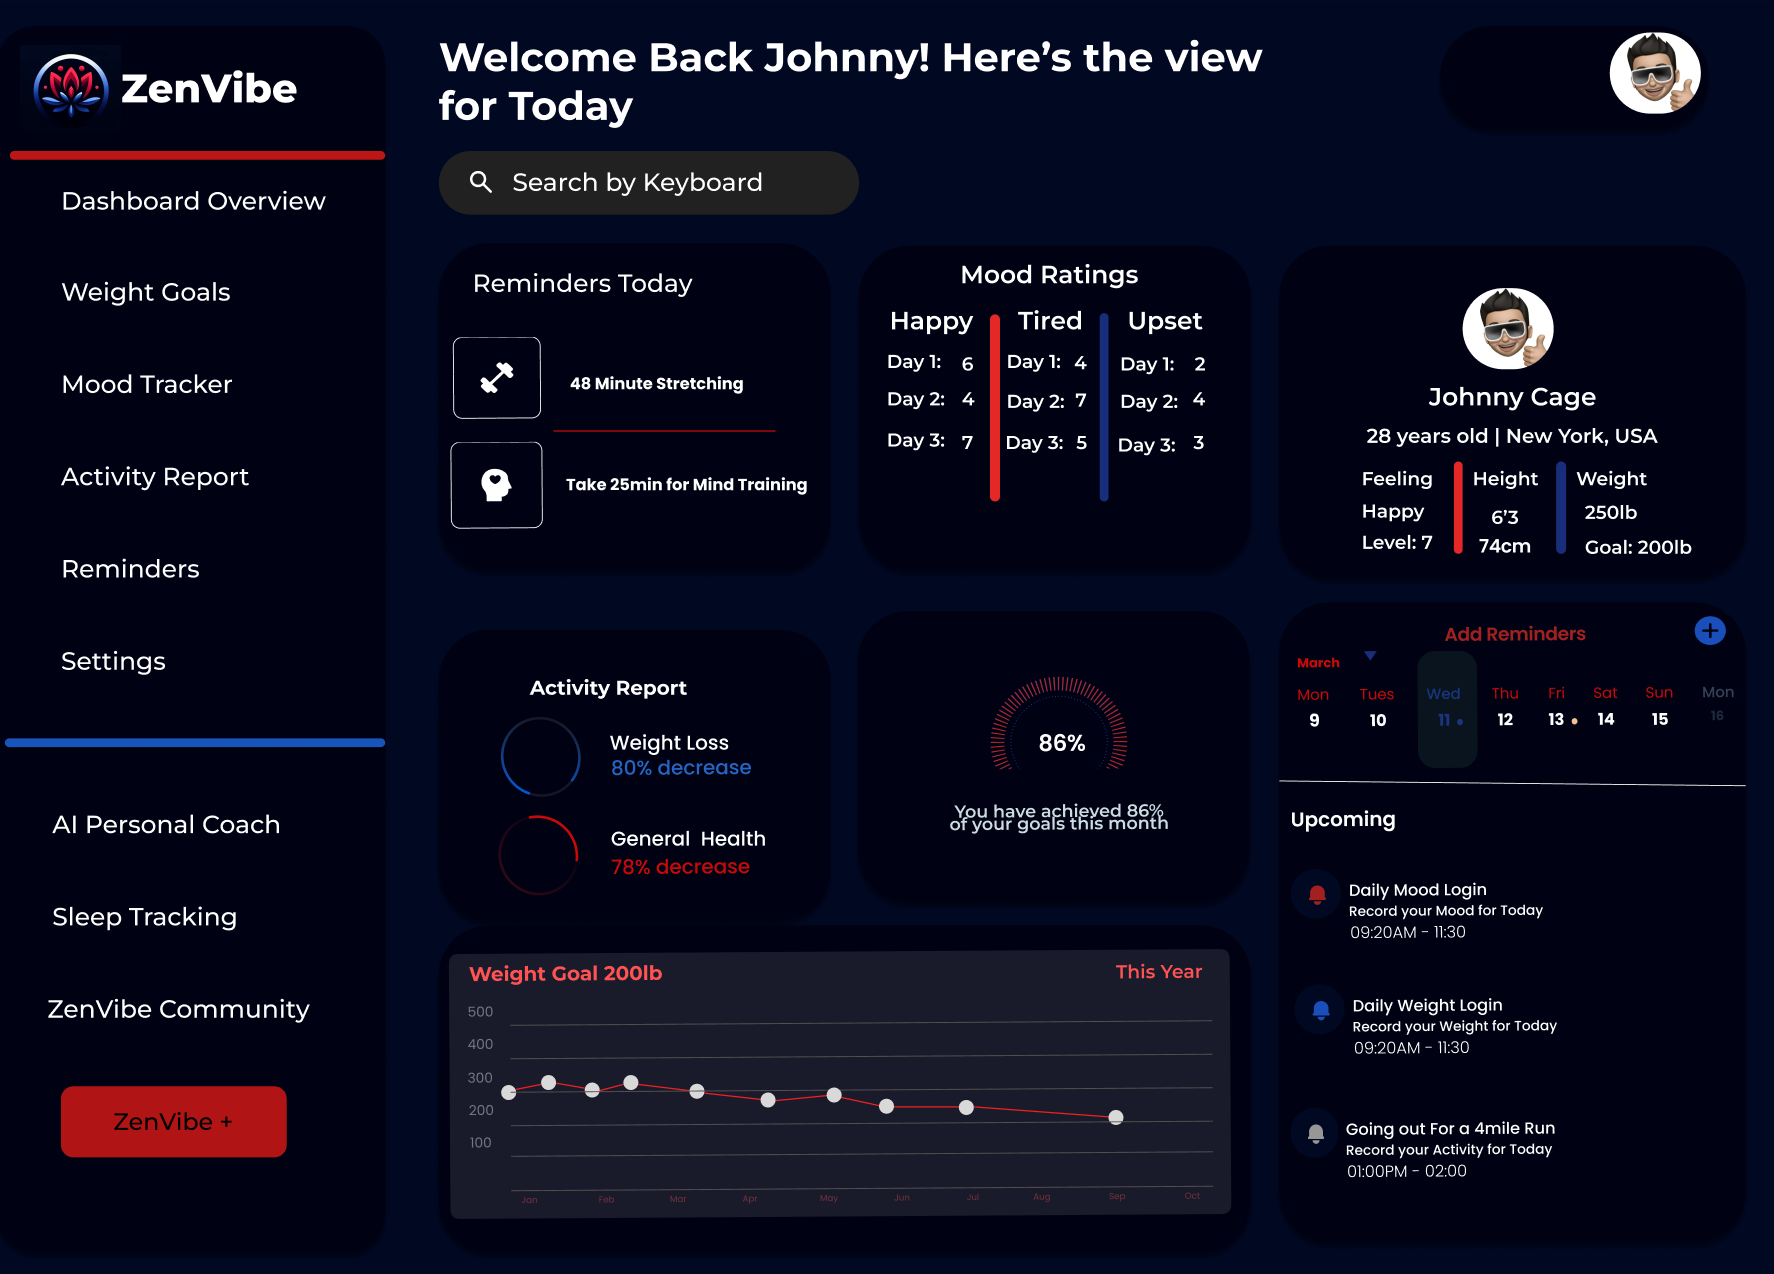 ZenVibe
Dashboard Overview
Weight Goals
Mood Tracker
Activity Report
Reminders
Settings
AI Personal Coach
Sleep Tracking
ZenVibe Community
ZenVibe +
Welcome Back Johnny! Here’s the view
for Today
Search by Keyboard
Reminders Today
48 Minute Stretching
Take 25min for Mind Training
Mood Ratings
Happy Tired Upset
Day 1: 6 Day 1: 4 Day 1: 2
Day 2: 4 Day 2: 7 Day 2: 4
Day 3: 7 Day 3: 5 Day 3: 3
Johnny Cage
28 years old | New York, USA
Feeling Height Weight
Happy 6’3 250lb
Level: 7 74cm Goal: 200lb
Activity Report
Weight Loss
80% decrease
General Health
78% decrease
86%
You have achieved 86%
of your goals this month
Add Reminders
March
Mon Tues Wed Thu Fri Sat Sun Mon
9 10 11 12 13 14 15 16
Upcoming
Daily Mood Login
Record your Mood for Today
09:20AM - 11:30
Daily Weight Login
Record your Weight for Today
09:20AM - 11:30
Going out For a 4mile Run
Record your Activity for Today
01:00PM - 02:00
Weight Goal 200lb This Year
500
400
300
200
100
Jan Feb Mar Apr May Jun Jul Aug Sep Oct